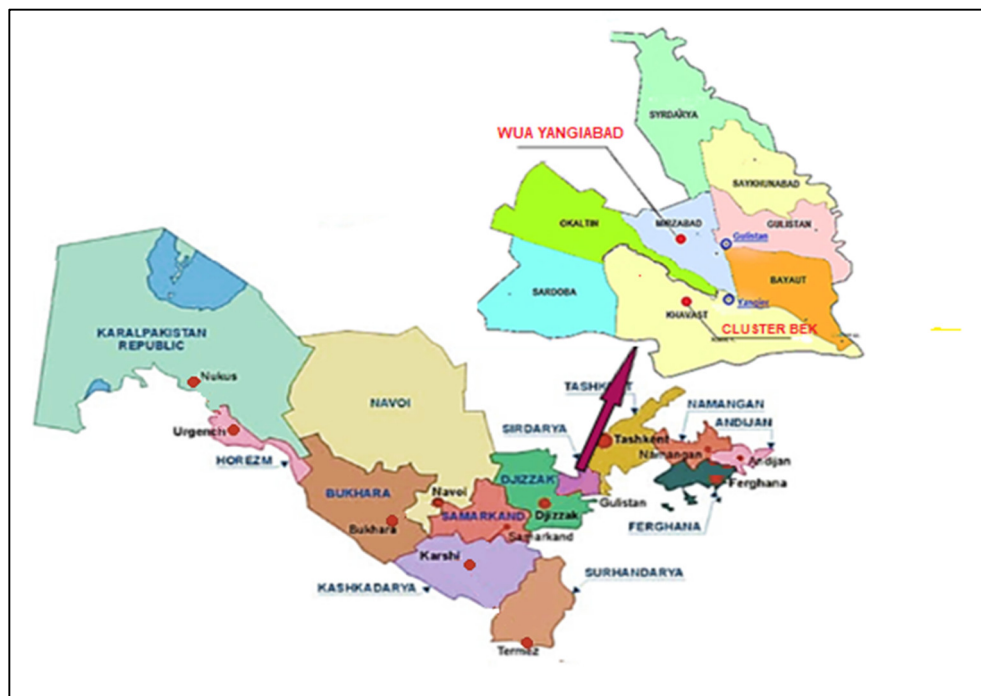 SYRDARYA
WUA YANGIABAD
SAYKHUNABAD
OKALTIN
MIRZABAD
GULISTAN
Gulistan
BAYAUT
SARDOBA
Yangier
KHAVAST
CLUSTER BEK
KARALPAKISTAN
REPUBLIC
Nukus
NAVOI
TASHKENT
NAMANGAN
ANDIJAN
Urgench
SIRDARYA
Tashkent
Namangan
Andjan
HOREZM
DJIZZAK
Ferghana
BUKHARA
Navoi
Gulistan
SAMARKAND
Djizzak
Bukhara
FERGHANA
Samarkand
Karshi
SURHANDARYA
KASHKADARYA
Termez